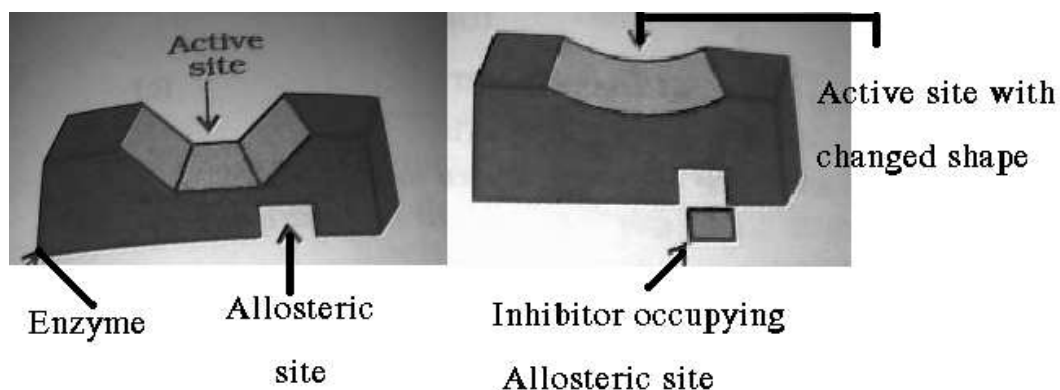 Active
site
Enzyme
Allosteric
site
Active site with
changed shape
Inhibitor occupying
Allosteric site